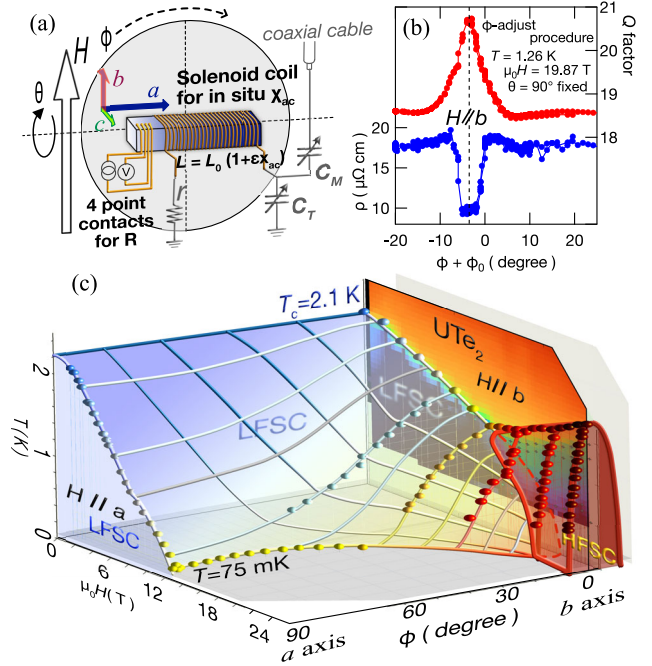 (a)
H
ϕ
θ
b
a
c
coaxial cable
Solenoid coil
for in situ χac
L = L₀ (1+εχac)
V
r
4 point
contacts
for R
C_M
C_T
(b)
ϕ-adjust
procedure
T = 1.26 K
μ₀H = 19.87 T
θ = 90° fixed
H // b
Q factor
21
20
19
18
ρ (μΩ cm)
20
15
10
-20
-10
0
10
20
ϕ + ϕ₀ ( degree)
(c)
Tc=2.1 K
UTe₂
H// b
LFSC
LFSC
H // a
LFSC
T=75 mK
HFSC
T(K)
2
1
0
0
6
12
18
24
μ₀H(T)
90
60
30
0
a axis
ϕ ( degree)
b axis